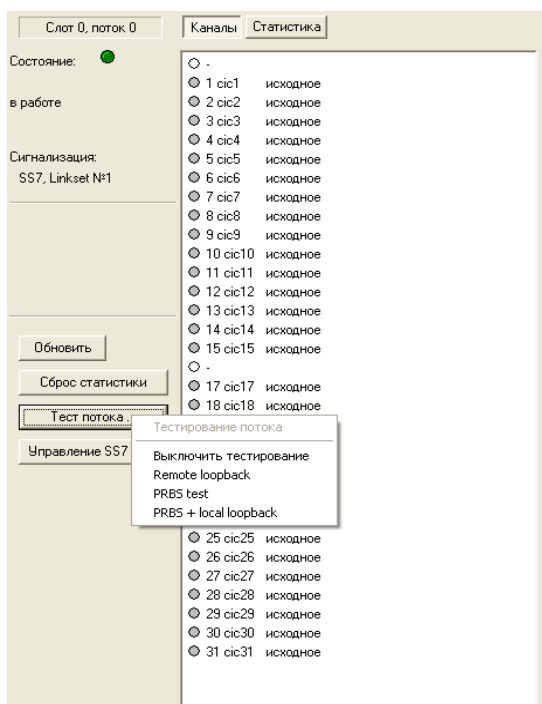 Слот 0, поток 0
Каналы Статистика
Состояние:
в работе
Сигнализация:
SS7, Linkset №1
Обновить
Сброс статистики
Тест потока .
Управление SS7
-
1 cic1 исходное
2 cic2 исходное
3 cic3 исходное
4 cic4 исходное
5 cic5 исходное
6 cic6 исходное
7 cic7 исходное
8 cic8 исходное
9 cic9 исходное
10 cic10 исходное
11 cic11 исходное
12 cic12 исходное
13 cic13 исходное
14 cic14 исходное
15 cic15 исходное
-
17 cic17 исходное
18 cic18 исходное
Тестирование потока
Выключить тестирование
Remote loopback
PRBS test
PRBS + local loopback
25 cic25 исходное
26 cic26 исходное
27 cic27 исходное
28 cic28 исходное
29 cic29 исходное
30 cic30 исходное
31 cic31 исходное